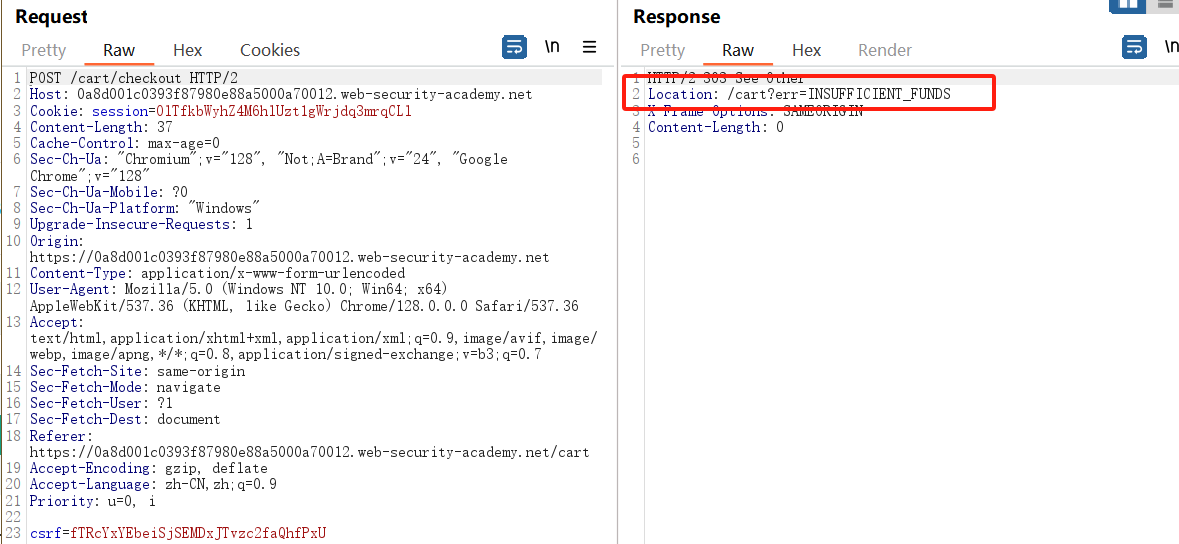 Request
Pretty Raw Hex Cookies \n
1 POST /cart/checkout HTTP/2
2 Host: 0a8d001c0393f87980e88a5000a70012.web-security-academy.net
3 Cookie: session=
4 Content-Length: 37
5 Cache-Control: max-age=0
6 Sec-Ch-Ua: "Chromium";v="128", "Not;A=Brand";v="24", "Google
Chrome";v="128"
7 Sec-Ch-Ua-Mobile: ?0
8 Sec-Ch-Ua-Platform: "Windows"
9 Upgrade-Insecure-Requests: 1
10 Origin:
https://0a8d001c0393f87980e88a5000a70012.web-security-academy.net
11 Content-Type: application/x-www-form-urlencoded
12 User-Agent: Mozilla/5.0 (Windows NT 10.0; Win64; x64)
AppleWebKit/537.36 (KHTML, like Gecko) Chrome/128.0.0.0 Safari/537.36
13 Accept:
text/html,application/xhtml+xml,application/xml;q=0.9,image/avif,image/
webp,image/apng,*/*;q=0.8,application/signed-exchange;v=b3;q=0.7
14 Sec-Fetch-Site: same-origin
15 Sec-Fetch-Mode: navigate
16 Sec-Fetch-User: ?1
17 Sec-Fetch-Dest: document
18 Referer:
https://0a8d001c0393f87980e88a5000a70012.web-security-academy.net/cart
19 Accept-Encoding: gzip, deflate
20 Accept-Language: zh-CN,zh;q=0.9
21 Priority: u=0, i
22
23 csrf=fTRcYxYEbeiSjSEMDxJTvzc2faQhfPxU
Response
Pretty Raw Hex Render \n
1 HTTP/2 303 See Other
2 Location: /cart?err=INSUFFICIENT_FUNDS
3 X-Frame-Options: SAMEORIGIN
4 Content-Length: 0
5
6